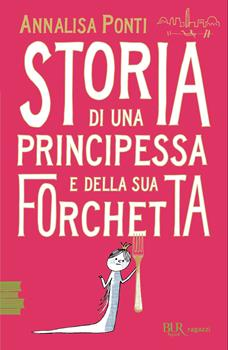 ANNALISA PONTI
STORIA
DI UNA
PRINCIPESSA
E DELLA SUA
FORCHETTA
BUR ragazzi